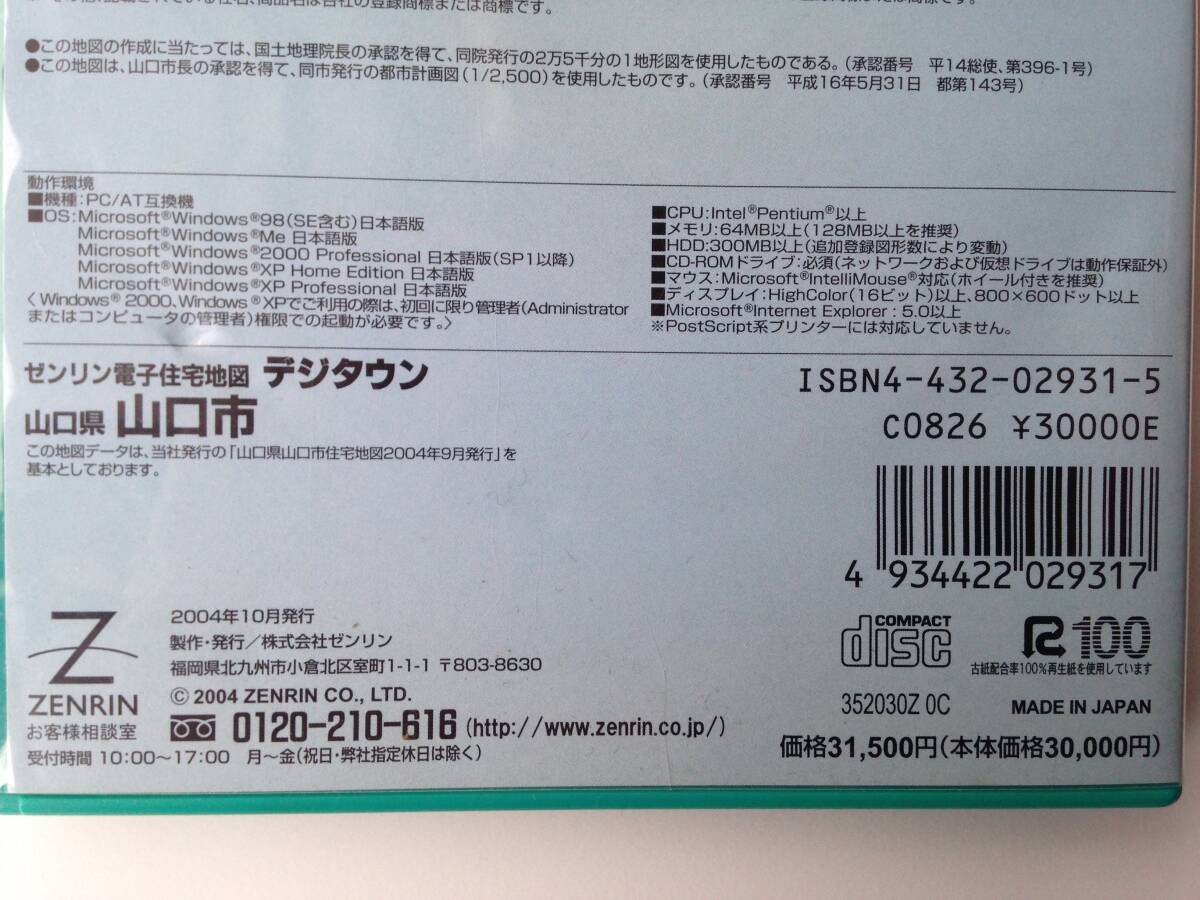 その他、記載されている社名、商品名は各社の登録商標または商標です。
●この地図の作成に当たっては、国土地理院長の承認を得て、同院発行の2万5千分の1地形図を使用したものである。(承認番号 平14総使、第396-1号)
●この地図は、山口市長の承認を得て、同市発行の都市計画図(1/2,500)を使用したものです。(承認番号 平成16年5月31日 都第143号)
動作環境
■機種:PC/AT互換機
■OS:Microsoft®Windows®98(SE含む)日本語版
Microsoft®Windows®Me 日本語版
Microsoft®Windows®2000 Professional 日本語版(SP1以降)
Microsoft®Windows®XP Home Edition 日本語版
Microsoft®Windows®XP Professional 日本語版
〈Windows® 2000、Windows®XPでご利用の際は、初回に限り管理者(Administrator
またはコンピュータの管理者)権限での起動が必要です。〉
■CPU:Intel®Pentium®以上
■メモリ:64MB以上(128MB以上を推奨)
■HDD:300MB以上(追加登録図形数により変動)
■CD-ROMドライブ:必須(ネットワークおよび仮想ドライブは動作保証外)
■マウス:Microsoft®IntelliMouse®対応(ホイール付きを推奨)
■ディスプレイ:HighColor(16ビット)以上、800×600ドット以上
■Microsoft®Internet Explorer : 5.0以上
※PostScript系プリンターには対応していません。
ゼンリン電子住宅地図 デジタウン
山口県 山口市
この地図データは、当社発行の「山口県山口市住宅地図2004年9月発行」を
基本としております。
ISBN4-432-02931-5
C0826 ¥30000E
4 934422 029317
ZENRIN
お客様相談室
2004年10月発行
製作・発行/株式会社ゼンリン
福岡県北九州市小倉北区室町1-1-1 〒803-8630
© 2004 ZENRIN CO., LTD.
0120-210-616 (http://www.zenrin.co.jp/)
受付時間 10:00〜17:00 月〜金(祝日・弊社指定休日は除く)
COMPACT
disc
R100
古紙配合率100%再生紙を使用しています
352030Z 0C
MADE IN JAPAN
価格31,500円(本体価格30,000円)